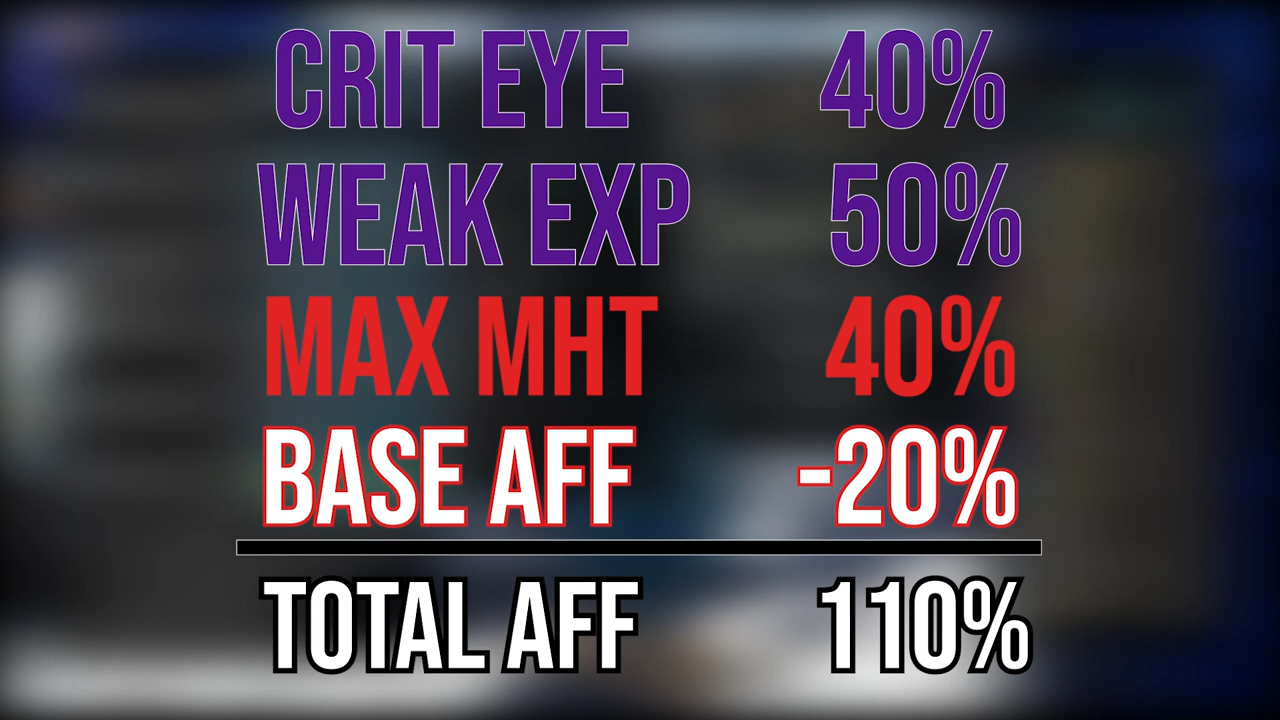 CRIT EYE 40%
WEAK EXP 50%
MAX MHT 40%
BASE AFF -20%
TOTAL AFF 110%